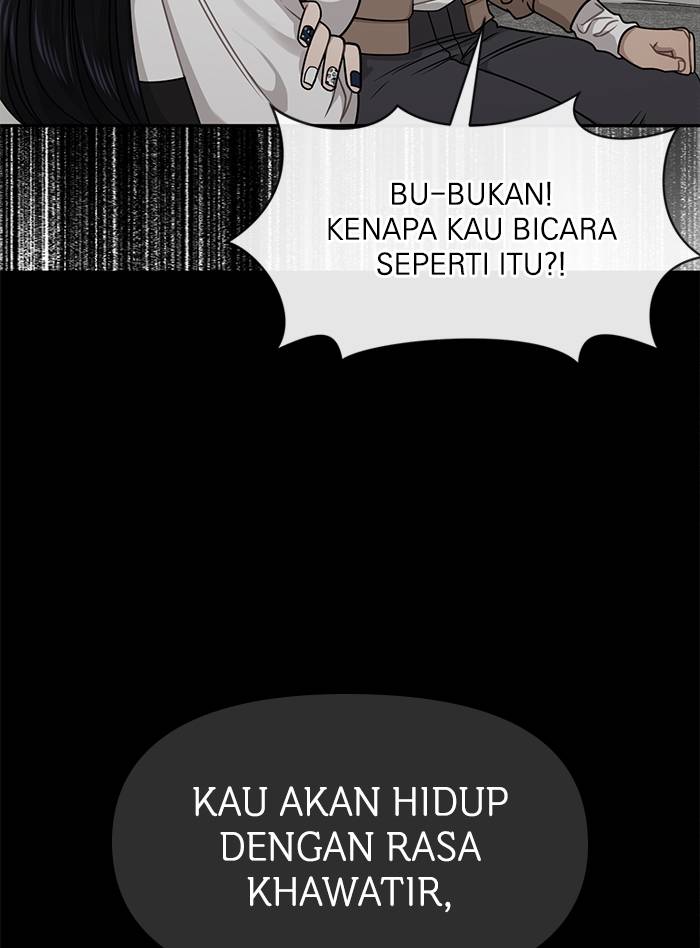 BU-BUKAN!
KENAPA KAU BICARA
SEPERTI ITU?!
KAU AKAN HIDUP
DENGAN RASA
KHAWATIR,